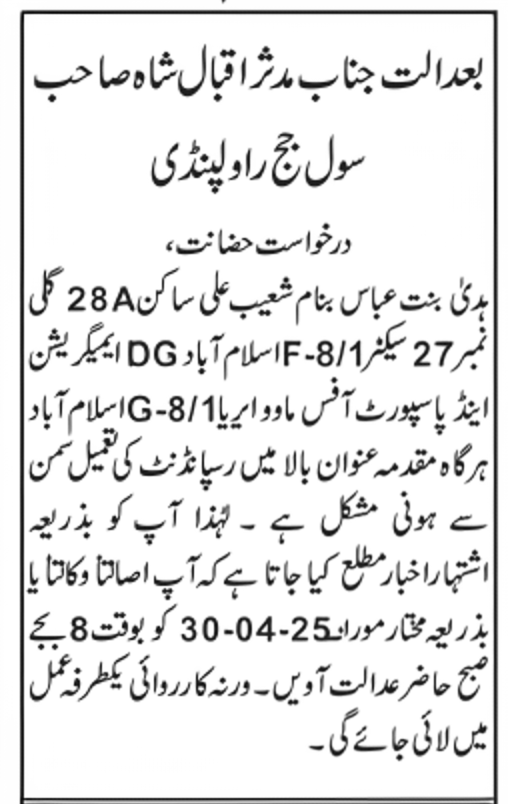 بعدالت جناب مدثر اقبال شاہ صاحب
سول جج راولپنڈی
درخواست حضانت،
ہدیٰ بنت عباس بنام شعیب علی ساکن 28A گلی
نمبر 27 سیکٹر F-8/1 اسلام آباد DG ایمیگریشن
اینڈ پاسپورٹ آفس ماوو ایریا G-8/1 اسلام آباد
ہر گاہ مقدمہ عنوان بالا میں رسپانڈنٹ کی تعمیل سمن
سے ہونی مشکل ہے ۔ لہٰذا آپ کو بذریعہ
اشتہار اخبار مطلع کیا جاتا ہے کہ آپ اصالتاً وکالتاً یا
بذریعہ مختار مورانہ 25-04-30 کو بوقت 8 بجے
صبح حاضر عدالت آویں۔ ورنہ کارروائی یکطرفہ عمل
میں لائی جائے گی ۔